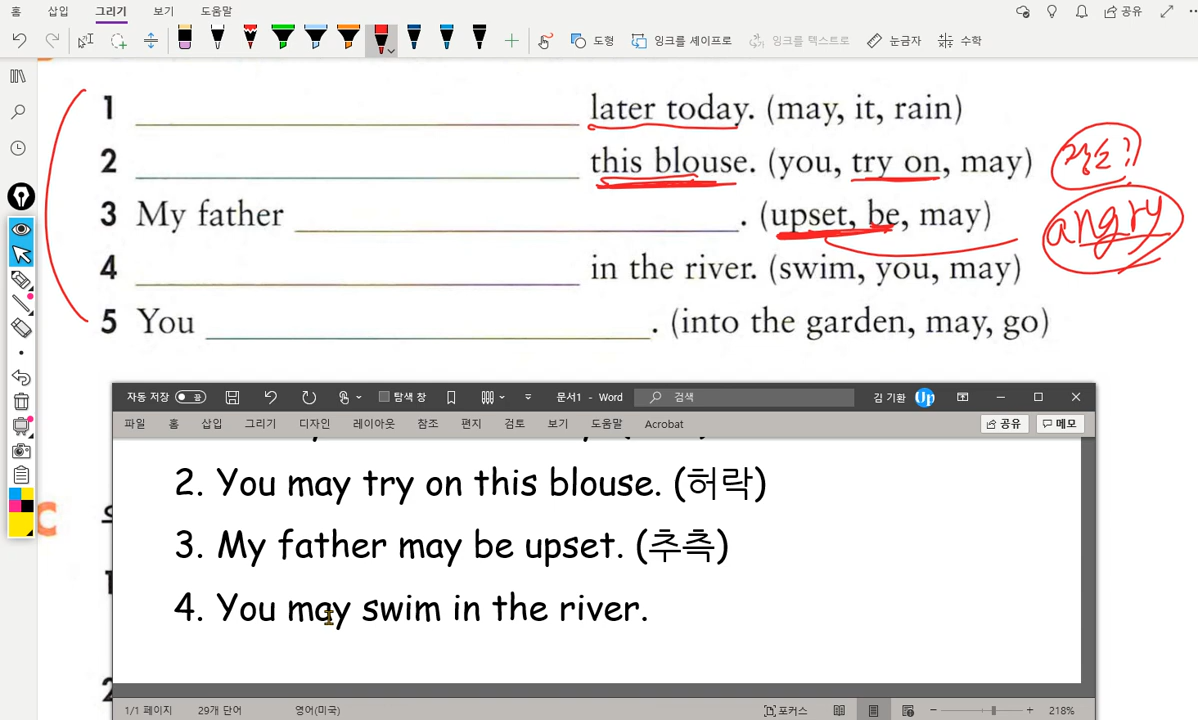 홈 삽입 그리기 보기 도움말
공유
도형 잉크를 셰이프로 잉크를 텍스트로 눈금자 수학
1 later today. (may, it, rain)
2 this blouse. (you, try on, may)
3 My father . (upset, be, may)
angry
4 in the river. (swim, you, may)
5 You . (into the garden, may, go)
자동 저장 끔 탐색 창 문서1 - Word 검색 김 기환 Up
파일 홈 삽입 그리기 디자인 레이아웃 참조 편지 검토 보기 도움말 Acrobat 공유 메모
2. You may try on this blouse. (허락)
3. My father may be upset. (추측)
4. You may swim in the river.
C
1
2
1/1 페이지 29개 단어 영어(미국) 포커스 218%